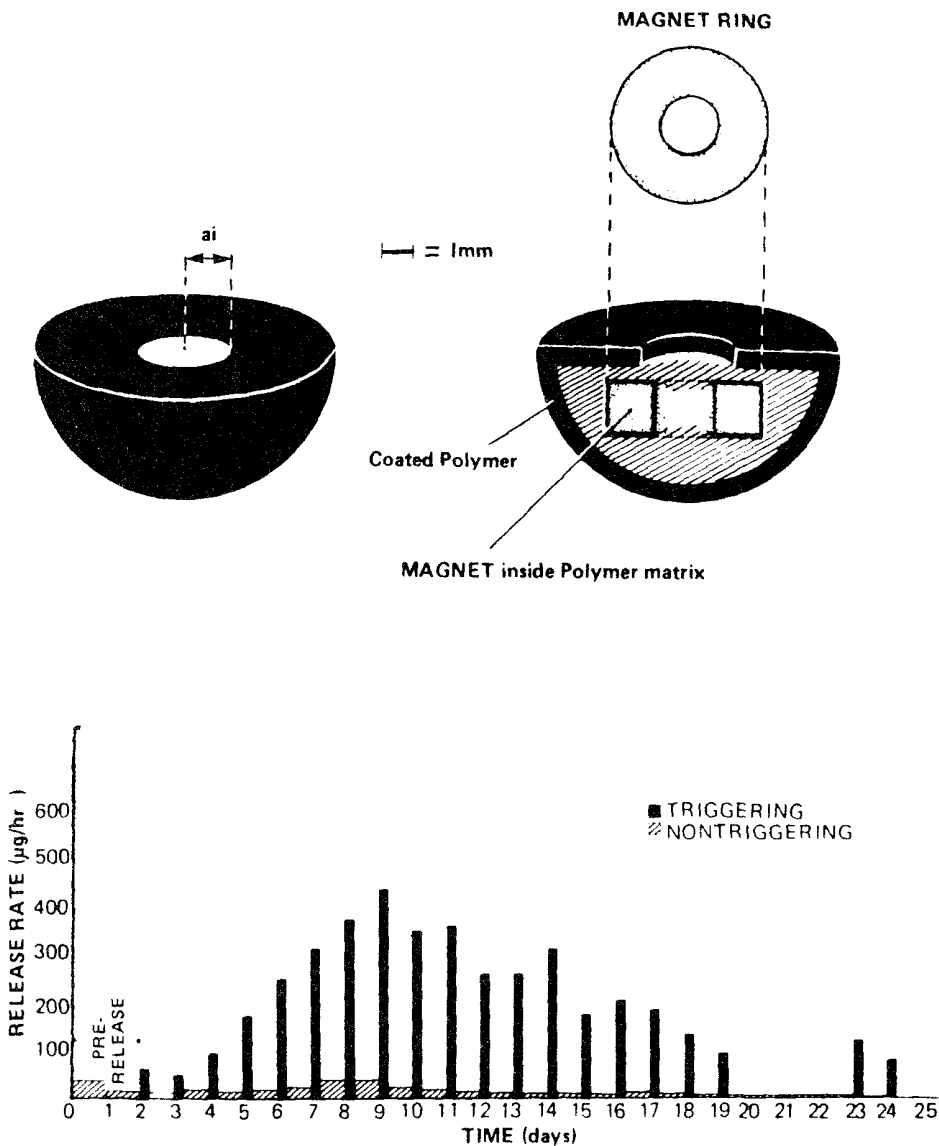 MAGNET RING
ai
= 1mm
Coated Polymer
MAGNET inside Polymer matrix
RELEASE RATE (µg/hr)
600
500
400
300
200
100
PRE-
RELEASE
TRIGGERING
NONTRIGGERING
0 1 2 3 4 5 6 7 8 9 10 11 12 13 14 15 16 17 18 19 20 21 22 23 24 25
TIME (days)